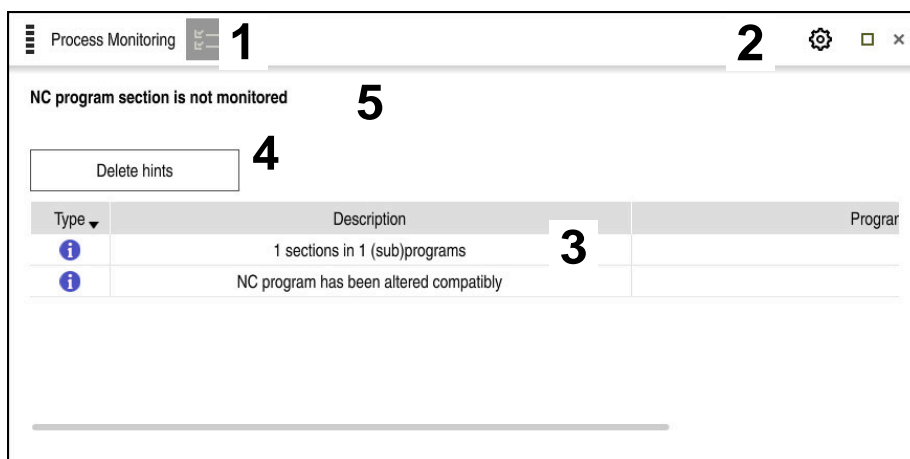 Process Monitoring 1 2
NC program section is not monitored 5
Delete hints 4
Type Description Prograr
1 sections in 1 (sub)programs 3
NC program has been altered compatibly